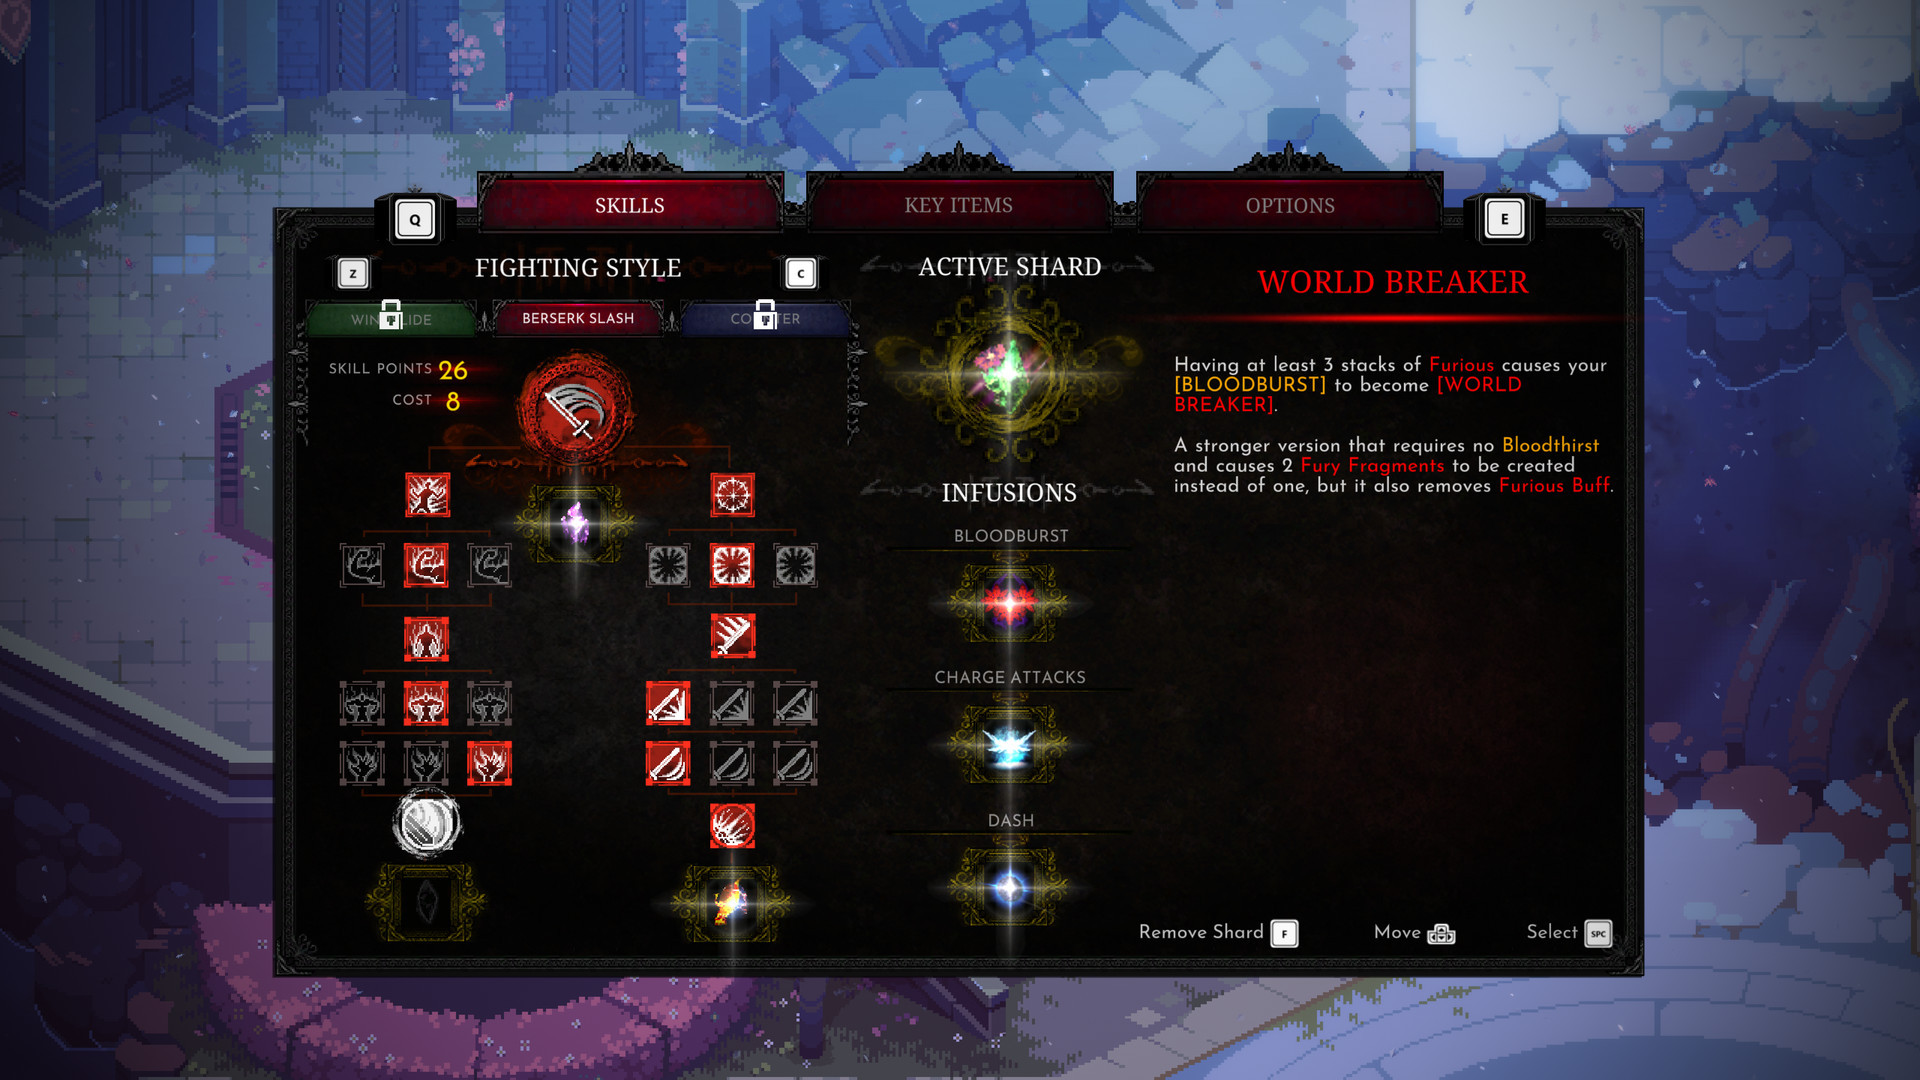 SKILLS
KEY ITEMS
OPTIONS
Q
E
Z
FIGHTING STYLE
C
BERSERK SLASH
SKILL POINTS 26
COST 8
ACTIVE SHARD
INFUSIONS
BLOODBURST
CHARGE ATTACKS
DASH
WORLD BREAKER
Having at least 3 stacks of Furious causes your
[BLOODBURST] to become [WORLD
BREAKER].
A stronger version that requires no Bloodthirst
and causes 2 Fury Fragments to be created
instead of one, but it also removes Furious Buff.
Remove Shard F
Move
Select SPC